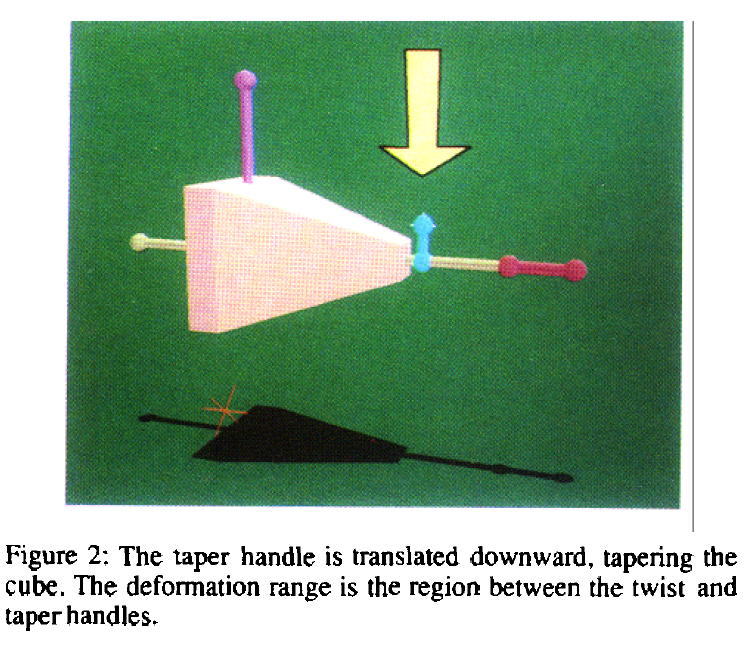 Figure 2: The taper handle is translated downward, tapering the
cube. The deformation range is the region between the twist and
taper handles.